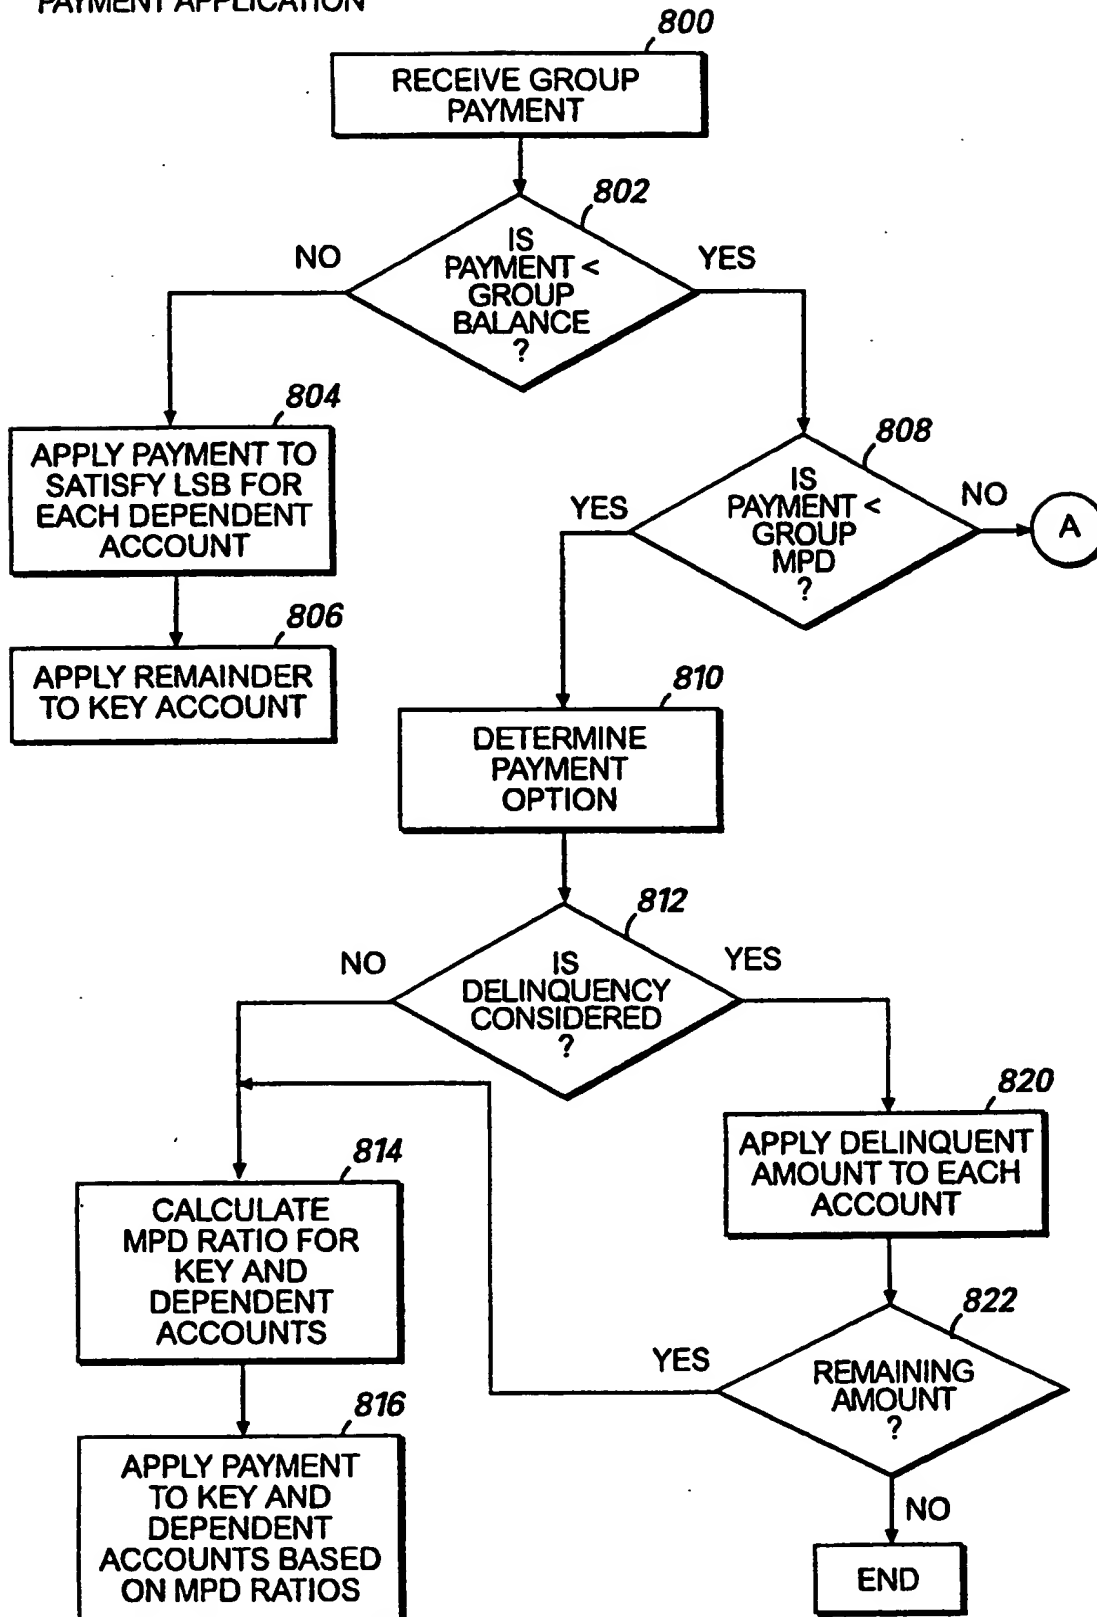 PAYMENT APPLICATION
800
RECEIVE GROUP
PAYMENT
802
IS
PAYMENT <
GROUP
BALANCE
?
NO
YES
804
APPLY PAYMENT TO
SATISFY LSB FOR
EACH DEPENDENT
ACCOUNT
806
APPLY REMAINDER
TO KEY ACCOUNT
808
IS
PAYMENT <
GROUP
MPD
?
YES
NO
A
810
DETERMINE
PAYMENT
OPTION
812
IS
DELINQUENCY
CONSIDERED
?
NO
YES
814
CALCULATE
MPD RATIO FOR
KEY AND
DEPENDENT
ACCOUNTS
816
APPLY PAYMENT
TO KEY AND
DEPENDENT
ACCOUNTS BASED
ON MPD RATIOS
820
APPLY DELINQUENT
AMOUNT TO EACH
ACCOUNT
822
REMAINING
AMOUNT
?
YES
NO
END